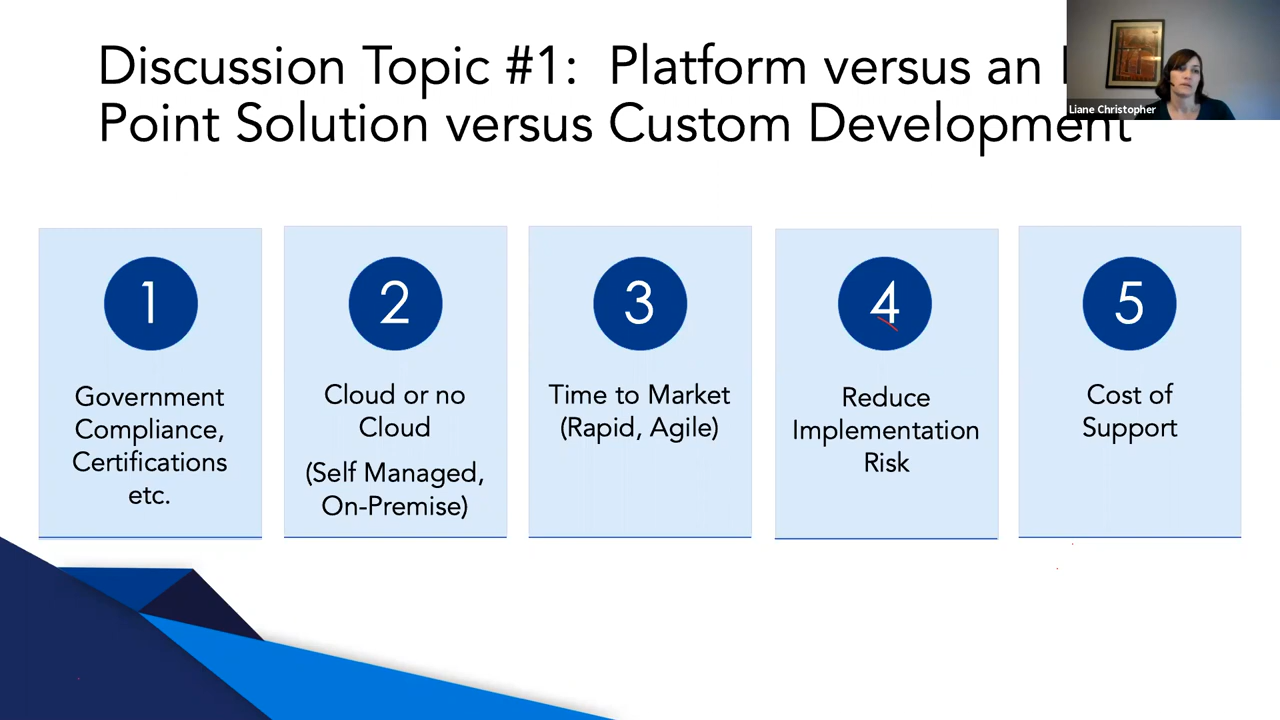 Discussion Topic #1: Platform versus an
Point Solution versus Custom Development
Liane Christopher
1
Government
Compliance,
Certifications
etc.
2
Cloud or no
Cloud
(Self Managed,
On-Premise)
3
Time to Market
(Rapid, Agile)
4
Reduce
Implementation
Risk
5
Cost of
Support